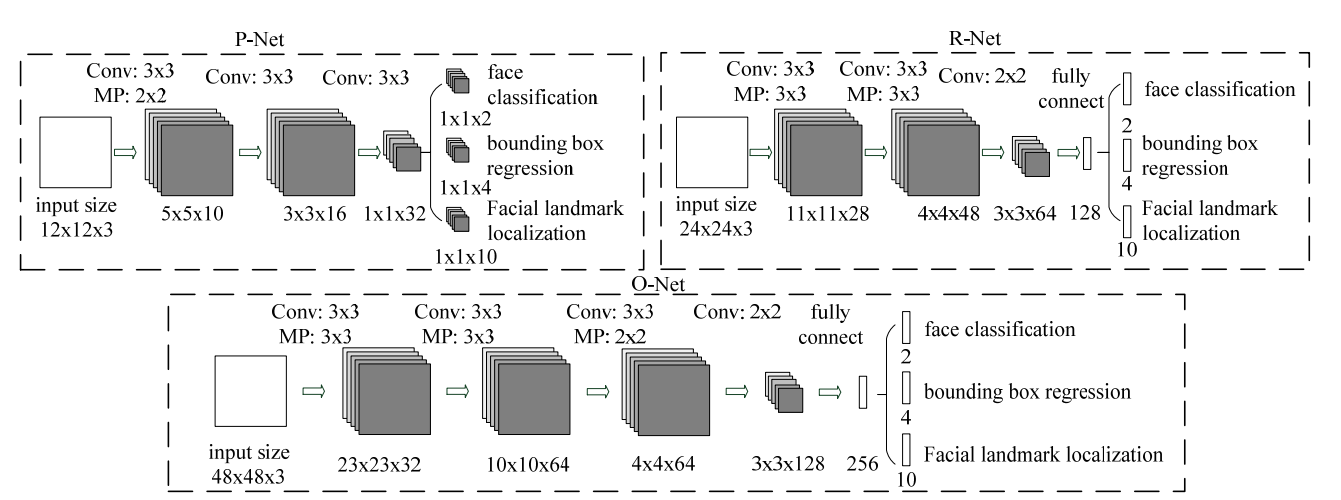 P-Net
Conv: 3x3
MP: 2x2
Conv: 3x3
Conv: 3x3
face
classification
1x1x2
bounding box
regression
1x1x4
Facial landmark
localization
1x1x10
input size
12x12x3
5x5x10
3x3x16
1x1x32
R-Net
Conv: 3x3
MP: 3x3
Conv: 3x3
MP: 3x3
Conv: 2x2
fully
connect
face classification
2
bounding box
regression
4
Facial landmark
localization
10
input size
24x24x3
11x11x28
4x4x48
3x3x64
128
O-Net
Conv: 3x3
MP: 3x3
Conv: 3x3
MP: 3x3
Conv: 3x3
MP: 2x2
Conv: 2x2
fully
connect
face classification
2
bounding box regression
4
Facial landmark localization
10
input size
48x48x3
23x23x32
10x10x64
4x4x64
3x3x128
256